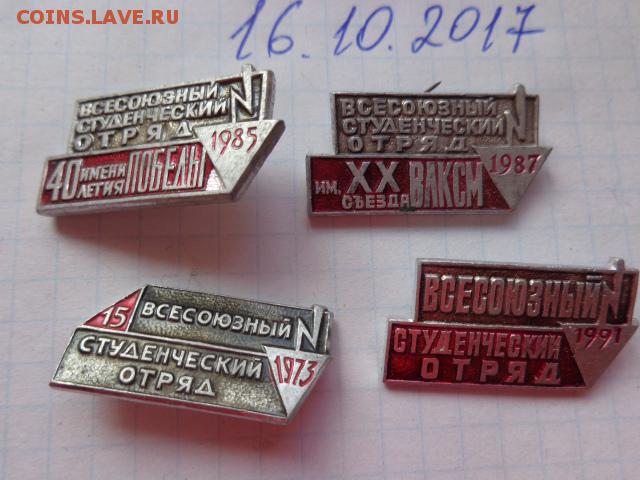 COINS.LAVE.RU
16.10.2017
ВСЕСОЮЗНЫЙ
СТУДЕНЧЕСКИЙ
ОТРЯД
1985
40 ИМЕНИ ЛЕТИЯ ПОБЕДЫ
ВСЕСОЮЗНЫЙ
СТУДЕНЧЕСКИЙ
ОТРЯД
1987
ИМ. XX СЪЕЗДА ВЛКСМ
15 ВСЕСОЮЗНЫЙ
СТУДЕНЧЕСКИЙ
ОТРЯД
1973
ВСЕСОЮЗНЫЙ
СТУДЕНЧЕСКИЙ
ОТРЯД
1991